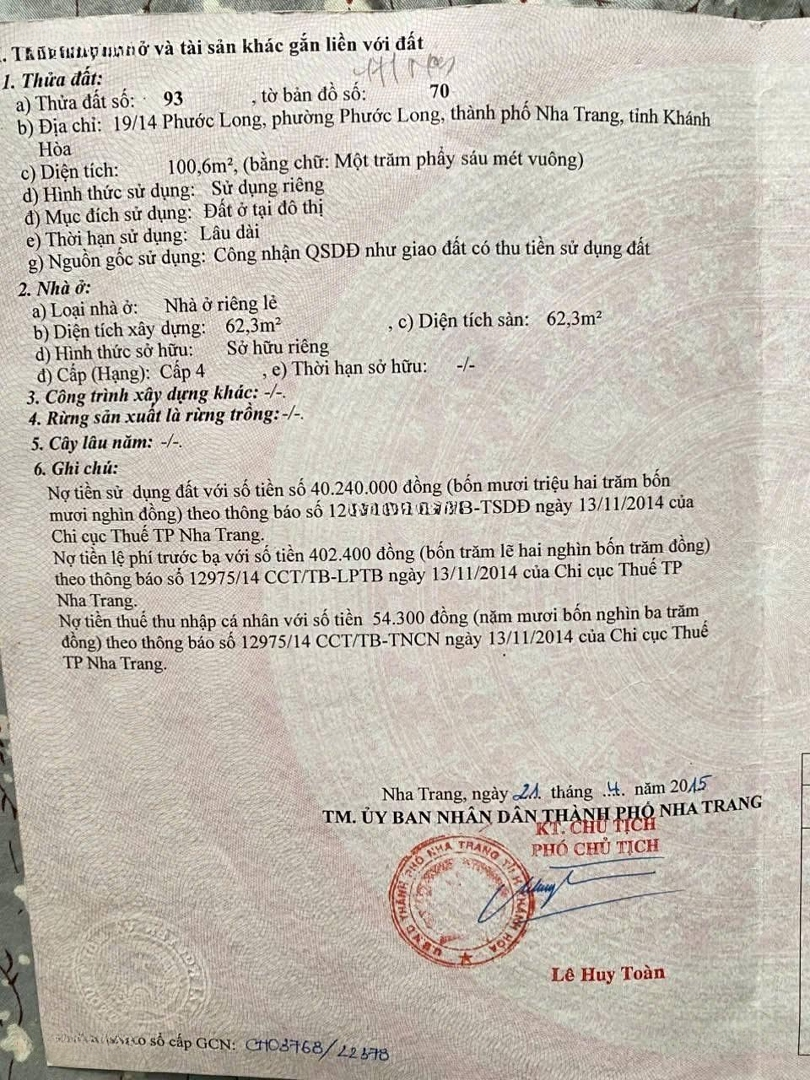 ở và tài sản khác gắn liền với đất
1. Thửa đất:
a) Thửa đất số: 93 , tờ bản đồ số: 70
b) Địa chỉ: 19/14 Phước Long, phường Phước Long, thành phố Nha Trang, tỉnh Khánh
Hòa
c) Diện tích: 100,6m², (bằng chữ: Một trăm phẩy sáu mét vuông)
d) Hình thức sử dụng: Sử dụng riêng
đ) Mục đích sử dụng: Đất ở tại đô thị
e) Thời hạn sử dụng: Lâu dài
g) Nguồn gốc sử dụng: Công nhận QSDĐ như giao đất có thu tiền sử dụng đất
2. Nhà ở:
a) Loại nhà ở: Nhà ở riêng lẻ
b) Diện tích xây dựng: 62,3m² , c) Diện tích sàn: 62,3m²
d) Hình thức sở hữu: Sở hữu riêng
đ) Cấp (Hạng): Cấp 4 , e) Thời hạn sở hữu: -/-
3. Công trình xây dựng khác: -/-.
4. Rừng sản xuất là rừng trồng:-/-.
5. Cây lâu năm: -/-.
6. Ghi chú:
Nợ tiền sử dụng đất với số tiền số 40.240.000 đồng (bốn mươi triệu hai trăm bốn
mươi nghìn đồng) theo thông báo số ngày 13/11/2014 của
Chi cục Thuế TP Nha Trang.
Nợ tiền lệ phí trước bạ với số tiền 402.400 đồng (bốn trăm lẽ hai nghìn bốn trăm đồng)
theo thông báo số 12975/14 CCT/TB-LPTB ngày 13/11/2014 của Chi cục Thuế TP
Nha Trang.
Nợ tiền thuế thu nhập cá nhân với số tiền 54.300 đồng (năm mươi bốn nghìn ba trăm
đồng) theo thông báo số 12975/14 CCT/TB-TNCN ngày 13/11/2014 của Chi cục Thuế
TP Nha Trang.
Nha Trang, ngày 21. tháng .4. năm 2015
TM. ỦY BAN NHÂN DÂN THÀNH PHỐ NHA TRANG
KT. CHỦ TỊCH
PHÓ CHỦ TỊCH
UBND THÀNH PHỐ NHA TRANG T. KHÁNH HÒA
Lê Huy Toàn
sổ cấp GCN: CH03768/22378